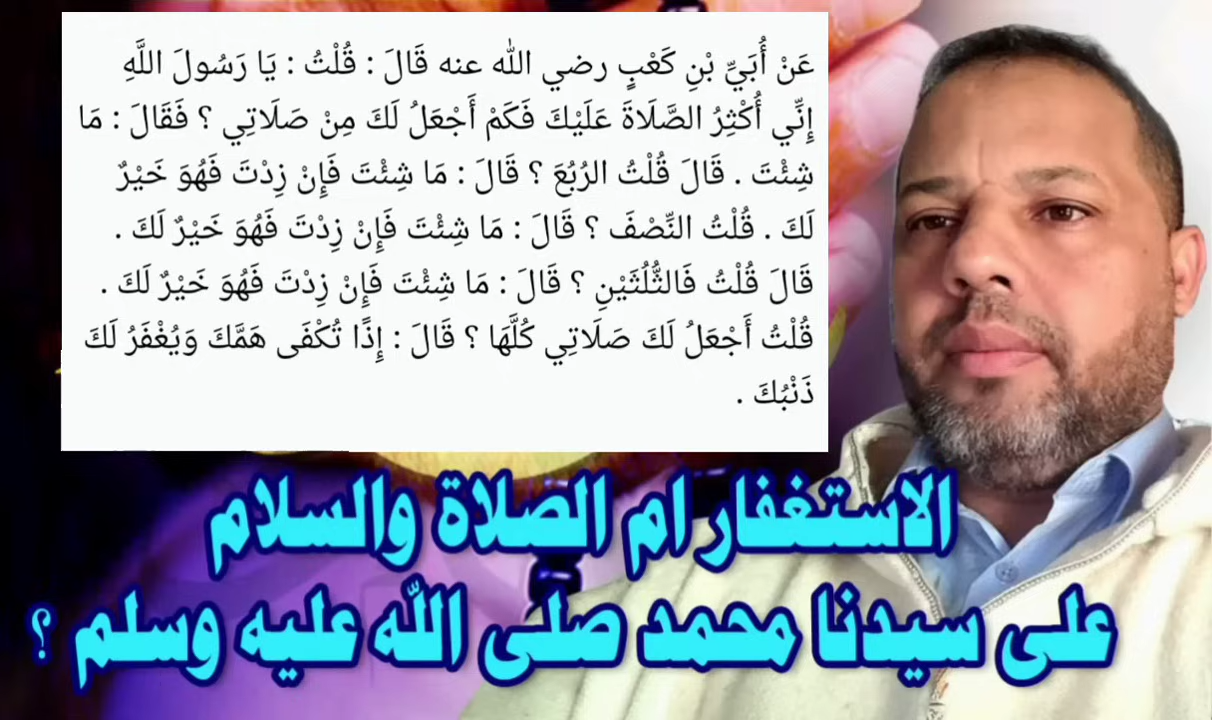 عَنْ أُبَيِّ بْنِ كَعْبٍ رضي الله عنه قَالَ : قُلْتُ : يَا رَسُولَ اللَّهِ
إِنِّي أُكْثِرُ الصَّلَاةَ عَلَيْكَ فَكَمْ أَجْعَلُ لَكَ مِنْ صَلَاتِي ؟ فَقَالَ : مَا
شِئْتَ . قَالَ قُلْتُ الرُبُعَ ؟ قَالَ : مَا شِئْتَ فَإِنْ زِدْتَ فَهُوَ خَيْرٌ
لَكَ . قُلْتُ النِّصْفَ ؟ قَالَ : مَا شِئْتَ فَإِنْ زِدْتَ فَهُوَ خَيْرٌ لَكَ .
قَالَ قُلْتُ فَالثُّلُثَيْنِ ؟ قَالَ : مَا شِئْتَ فَإِنْ زِدْتَ فَهُوَ خَيْرٌ لَكَ .
قُلْتُ أَجْعَلُ لَكَ صَلَاتِي كُلَّهَا ؟ قَالَ : إِذًا تُكْفَى هَمَّكَ وَيُغْفَرُ لَكَ
ذَنْبُكَ .
الاستغفار ام الصلاة والسلام
على سيدنا محمد صلى الله عليه وسلم ؟